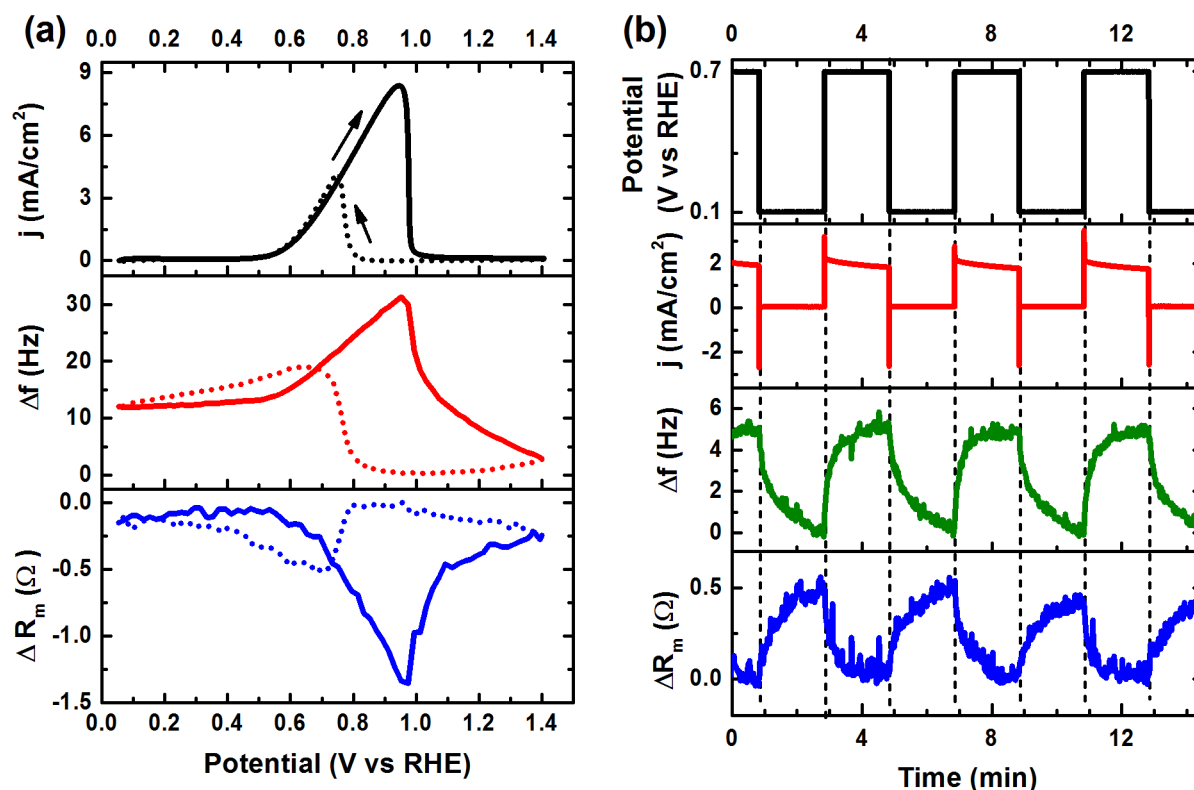 (a)
0.0 0.2 0.4 0.6 0.8 1.0 1.2 1.4
9
6
3
0
j (mA/cm²)
30
20
10
0
Δf (Hz)
0.0
-0.5
-1.0
-1.5
Δ Rₘ (Ω)
0.0 0.2 0.4 0.6 0.8 1.0 1.2 1.4
Potential (V vs RHE)
(b)
0 4 8 12
0.7
0.1
Potential
(V vs RHE)
2
0
-2
j (mA/cm²)
6
4
2
0
Δf (Hz)
0.5
0.0
ΔRₘ (Ω)
0 4 8 12
Time (min)